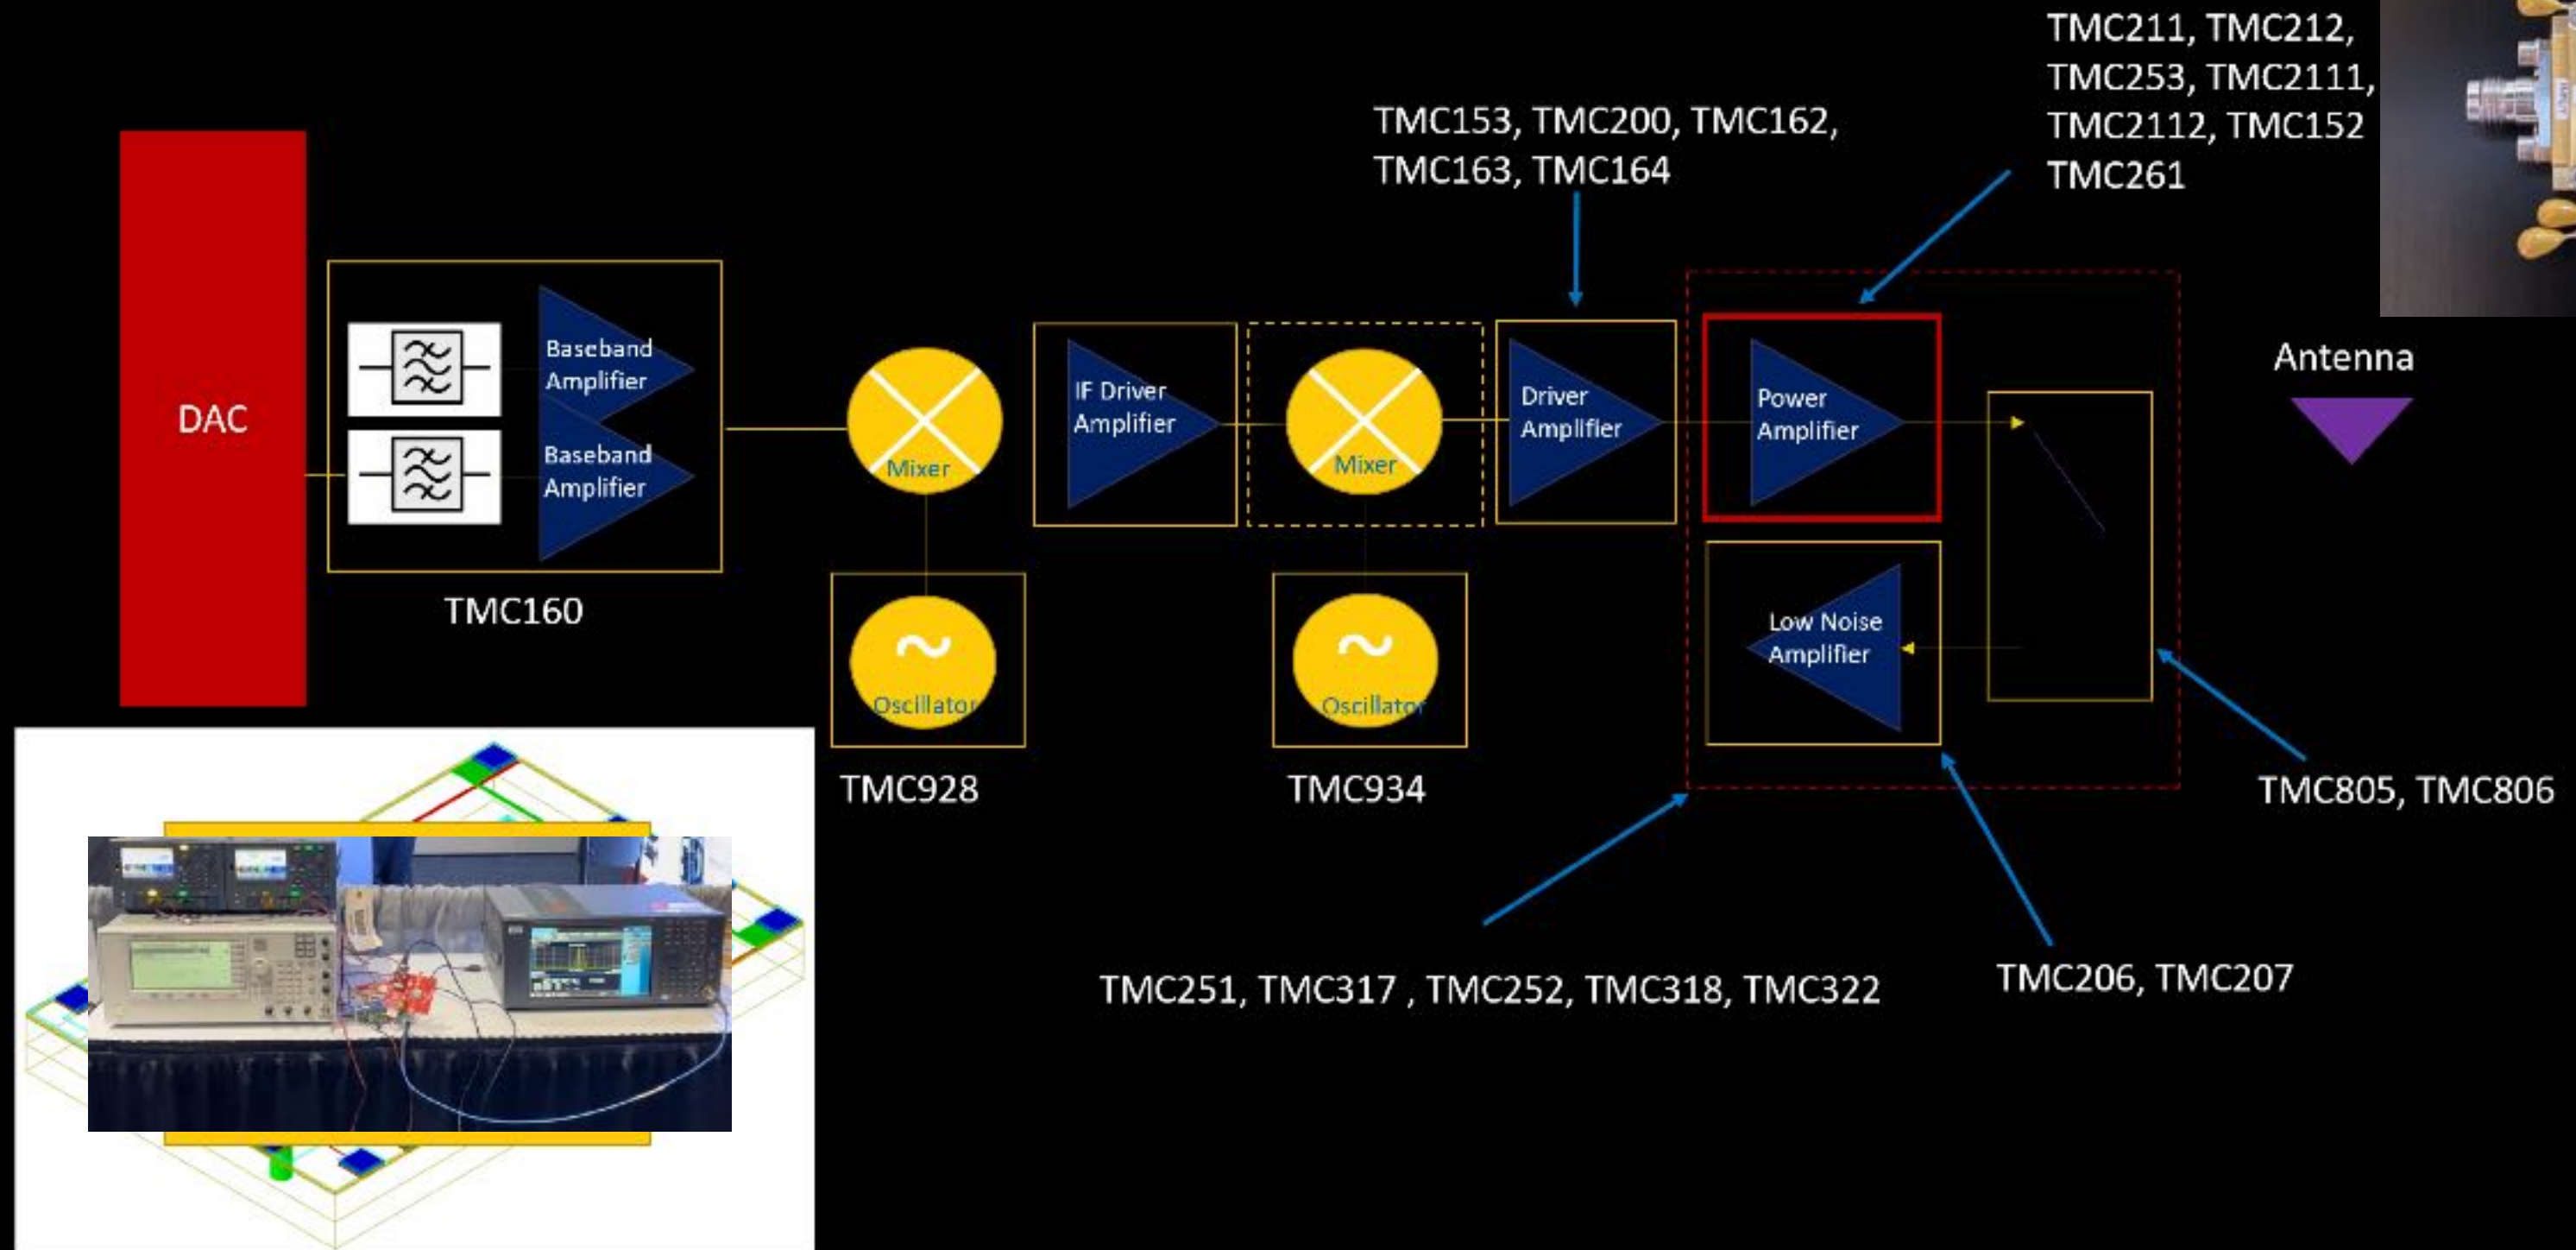 TMC211, TMC212,
TMC253, TMC2111,
TMC2112, TMC152
TMC261
TMC153, TMC200, TMC162,
TMC163, TMC164
Antenna
DAC
Baseband
Amplifier
Baseband
Amplifier
TMC160
Mixer
Oscillator
TMC928
IF Driver
Amplifier
Mixer
Oscillator
TMC934
Driver
Amplifier
Power
Amplifier
Low Noise
Amplifier
TMC805, TMC806
TMC251, TMC317 , TMC252, TMC318, TMC322
TMC206, TMC207